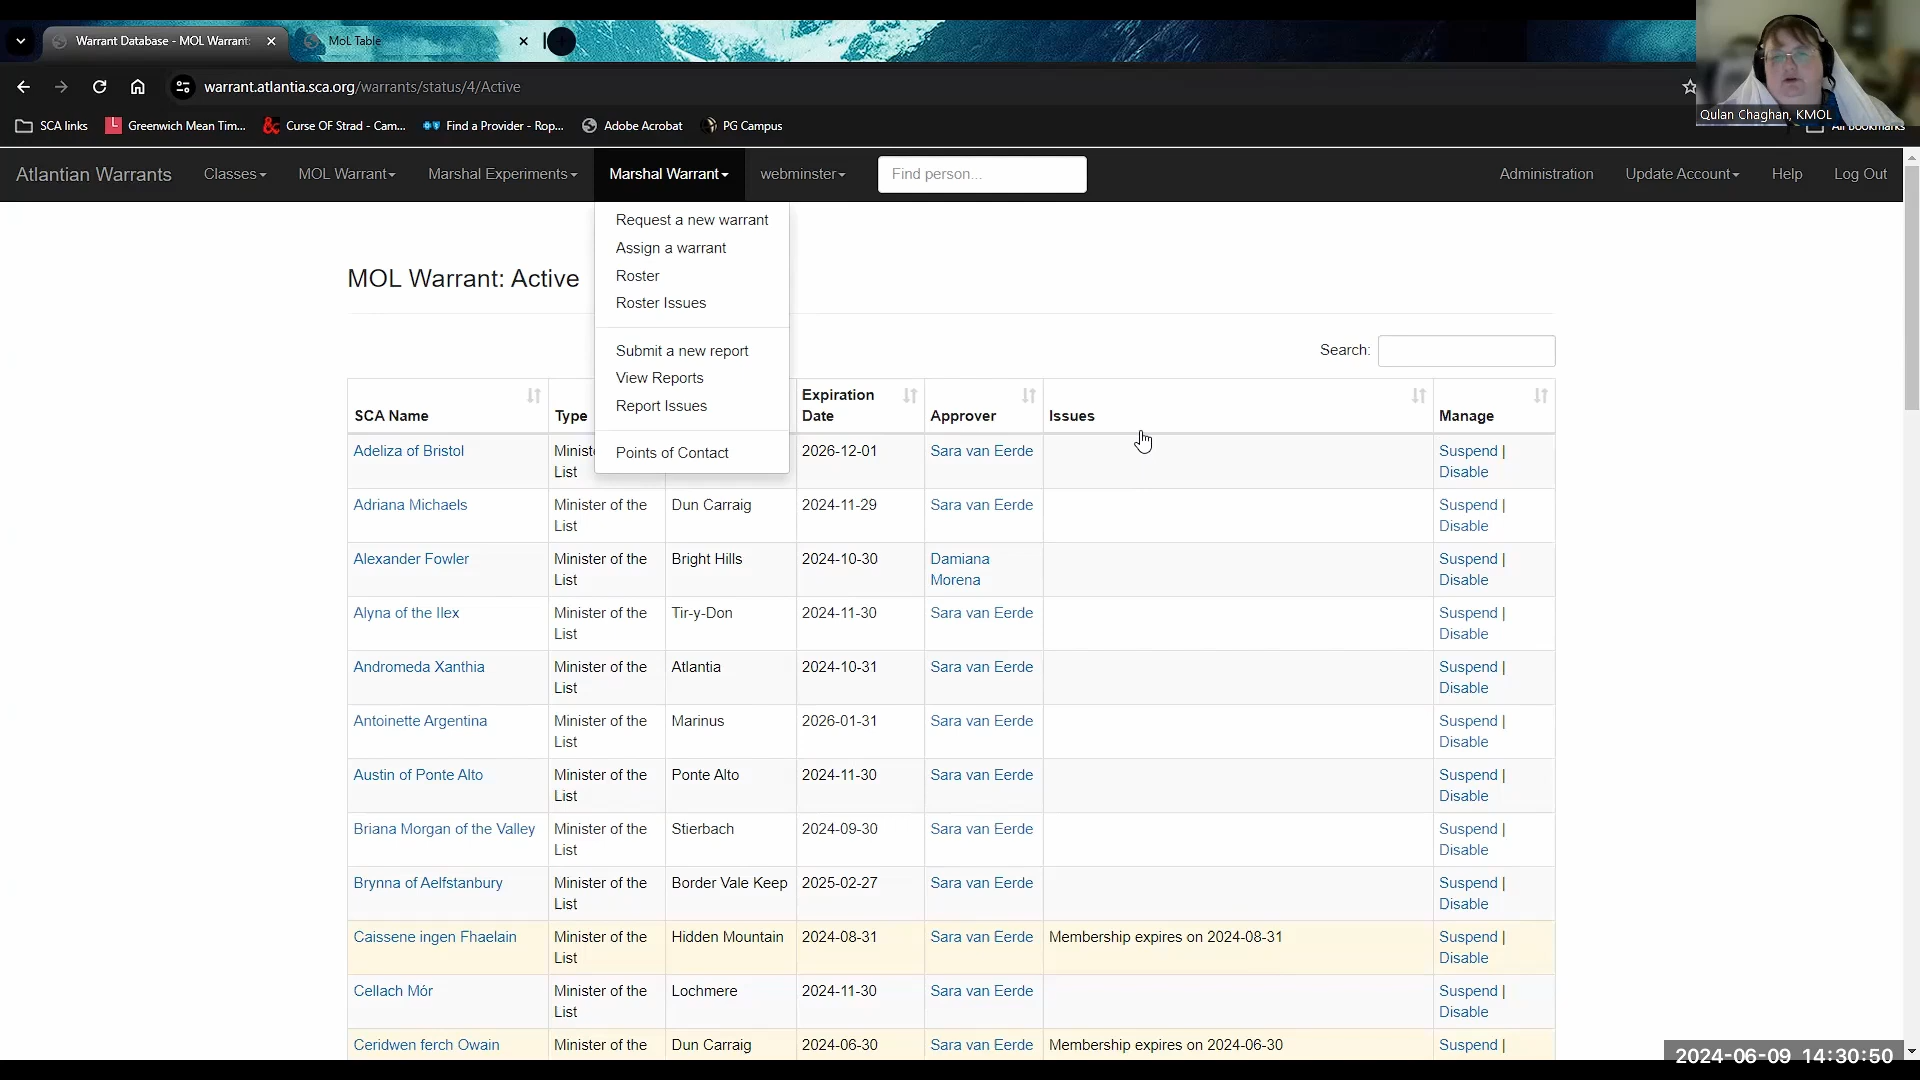 Warrant Database - MOL Warrant:
MoL Table
warrant.atlantia.sca.org/warrants/status/4/Active
SCA links
Greenwich Mean Tim...
Curse OF Strad - Cam...
Find a Provider - Rop...
Adobe Acrobat
PG Campus
All Bookmarks
Qulan Chaghan, KMOL
Atlantian Warrants
Classes
MOL Warrant
Marshal Experiments
Marshal Warrant
webminster
Find person...
Administration
Update Account
Help
Log Out
Request a new warrant
Assign a warrant
Roster
Roster Issues
Submit a new report
View Reports
Report Issues
Points of Contact
MOL Warrant: Active
Search:
SCA Name Type Expiration Date Approver Issues Manage
Adeliza of Bristol Minist List 2026-12-01 Sara van Eerde Suspend | Disable
Adriana Michaels Minister of the List Dun Carraig 2024-11-29 Sara van Eerde Suspend | Disable
Alexander Fowler Minister of the List Bright Hills 2024-10-30 Damiana Morena Suspend | Disable
Alyna of the Ilex Minister of the List Tir-y-Don 2024-11-30 Sara van Eerde Suspend | Disable
Andromeda Xanthia Minister of the List Atlantia 2024-10-31 Sara van Eerde Suspend | Disable
Antoinette Argentina Minister of the List Marinus 2026-01-31 Sara van Eerde Suspend | Disable
Austin of Ponte Alto Minister of the List Ponte Alto 2024-11-30 Sara van Eerde Suspend | Disable
Briana Morgan of the Valley Minister of the List Stierbach 2024-09-30 Sara van Eerde Suspend | Disable
Brynna of Aelfstanbury Minister of the List Border Vale Keep 2025-02-27 Sara van Eerde Suspend | Disable
Caissene ingen Fhaelain Minister of the List Hidden Mountain 2024-08-31 Sara van Eerde Membership expires on 2024-08-31 Suspend | Disable
Cellach Mór Minister of the List Lochmere 2024-11-30 Sara van Eerde Suspend | Disable
Ceridwen ferch Owain Minister of the Dun Carraig 2024-06-30 Sara van Eerde Membership expires on 2024-06-30 Suspend |
2024-06-09 14:30:50